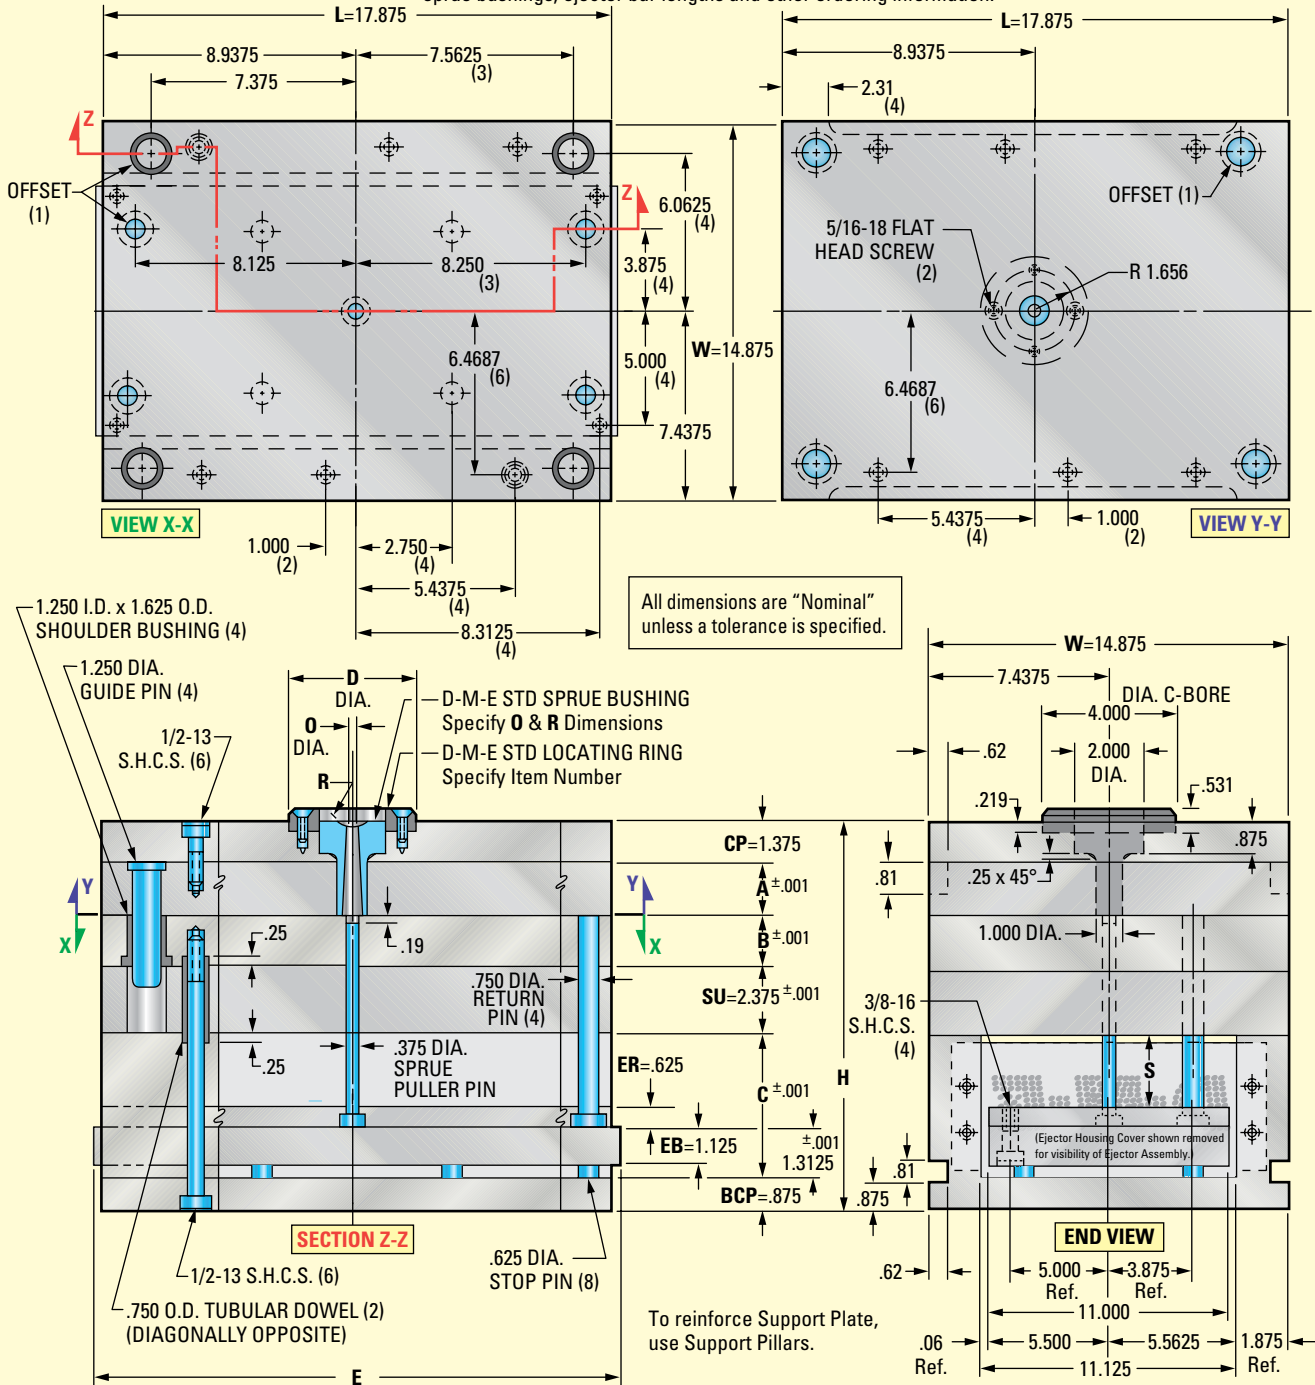 L=17.875
8.9375
7.5625
(3)
7.375
Z
OFFSET
(1)
Z
6.0625
(4)
8.125
8.250
(3)
3.875
(4)
6.4687
(6)
5.000
(4)
W=14.875
7.4375
VIEW X-X
1.000
(2)
2.750
(4)
5.4375
(4)
8.3125
(4)
L=17.875
8.9375
2.31
(4)
OFFSET (1)
5/16-18 FLAT
HEAD SCREW
(2)
R 1.656
6.4687
(6)
5.4375
(4)
1.000
(2)
VIEW Y-Y
All dimensions are “Nominal”
unless a tolerance is specified.
1.250 I.D. x 1.625 O.D.
SHOULDER BUSHING (4)
1.250 DIA.
GUIDE PIN (4)
1/2-13
S.H.C.S. (6)
D
DIA.
O
DIA.
R
D-M-E STD SPRUE BUSHING
Specify O & R Dimensions
D-M-E STD LOCATING RING
Specify Item Number
CP=1.375
Y
X
Y
X
A ±.001
B ±.001
.25
.19
.750 DIA.
RETURN
PIN (4)
SU=2.375 ±.001
.25
.375 DIA.
SPRUE
PULLER PIN
ER=.625
C ±.001
H
EB=1.125
±.001
1.3125
BCP=.875
SECTION Z-Z
1/2-13 S.H.C.S. (6)
.625 DIA.
STOP PIN (8)
.750 O.D. TUBULAR DOWEL (2)
(DIAGONALLY OPPOSITE)
E
To reinforce Support Plate,
use Support Pillars.
W=14.875
7.4375
DIA. C-BORE
4.000
.62
2.000
DIA.
.219
.531
.875
.81
.25 x 45°
1.000 DIA.
3/8-16
S.H.C.S.
(4)
S
(Ejector Housing Cover shown removed
for visibility of Ejector Assembly.)
.81
.875
END VIEW
.62
5.000
Ref.
3.875
Ref.
11.000
.06
Ref.
5.500
5.5625
1.875
Ref.
11.125